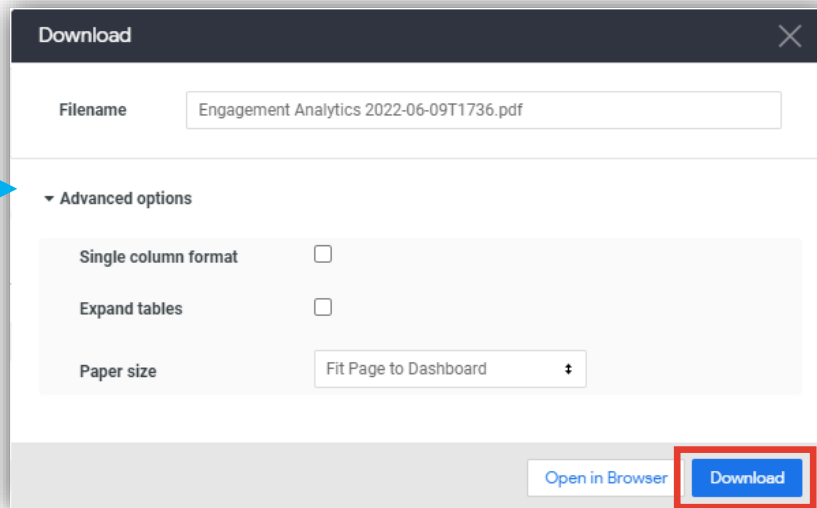 Download
Filename Engagement Analytics 2022-06-09T1736.pdf
Advanced options
Single column format
Expand tables
Paper size Fit Page to Dashboard
Open in Browser Download